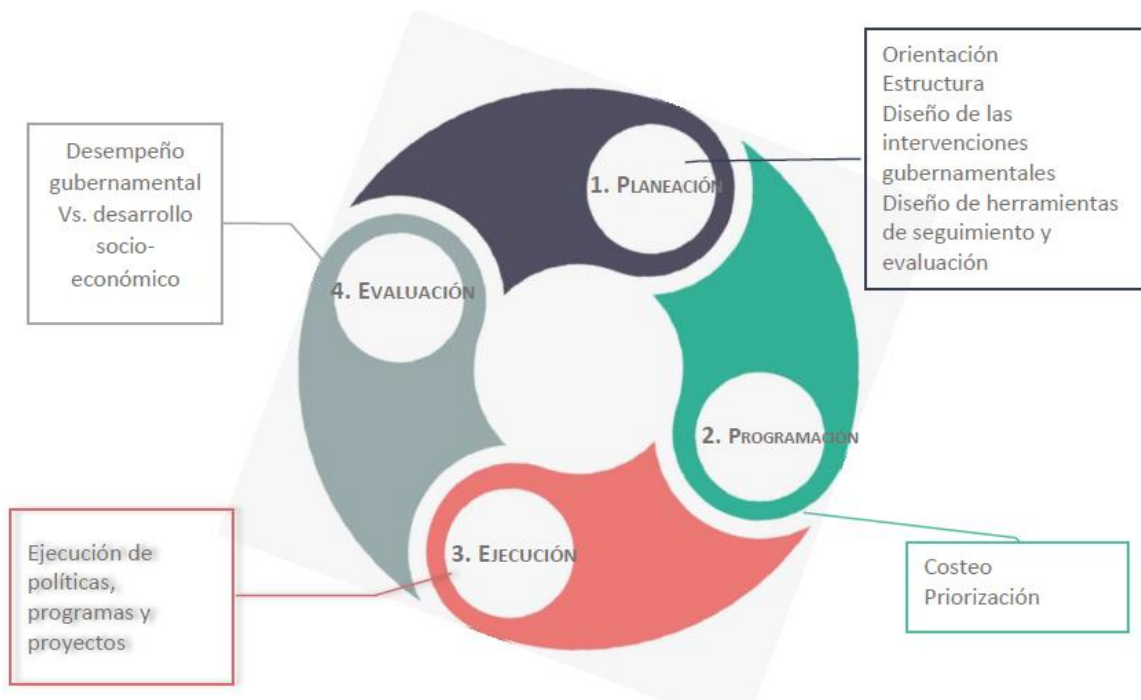 Orientación
Estructura
Diseño de las
intervenciones
gubernamentales
Diseño de herramientas
de seguimiento y
evaluación
1. PLANEACIÓN
Desempeño
gubernamental
Vs. desarrollo
socio-
económico
4. EVALUACIÓN
2. PROGRAMACIÓN
3. EJECUCIÓN
Ejecución de
políticas,
programas y
proyectos
Costeo
Priorización